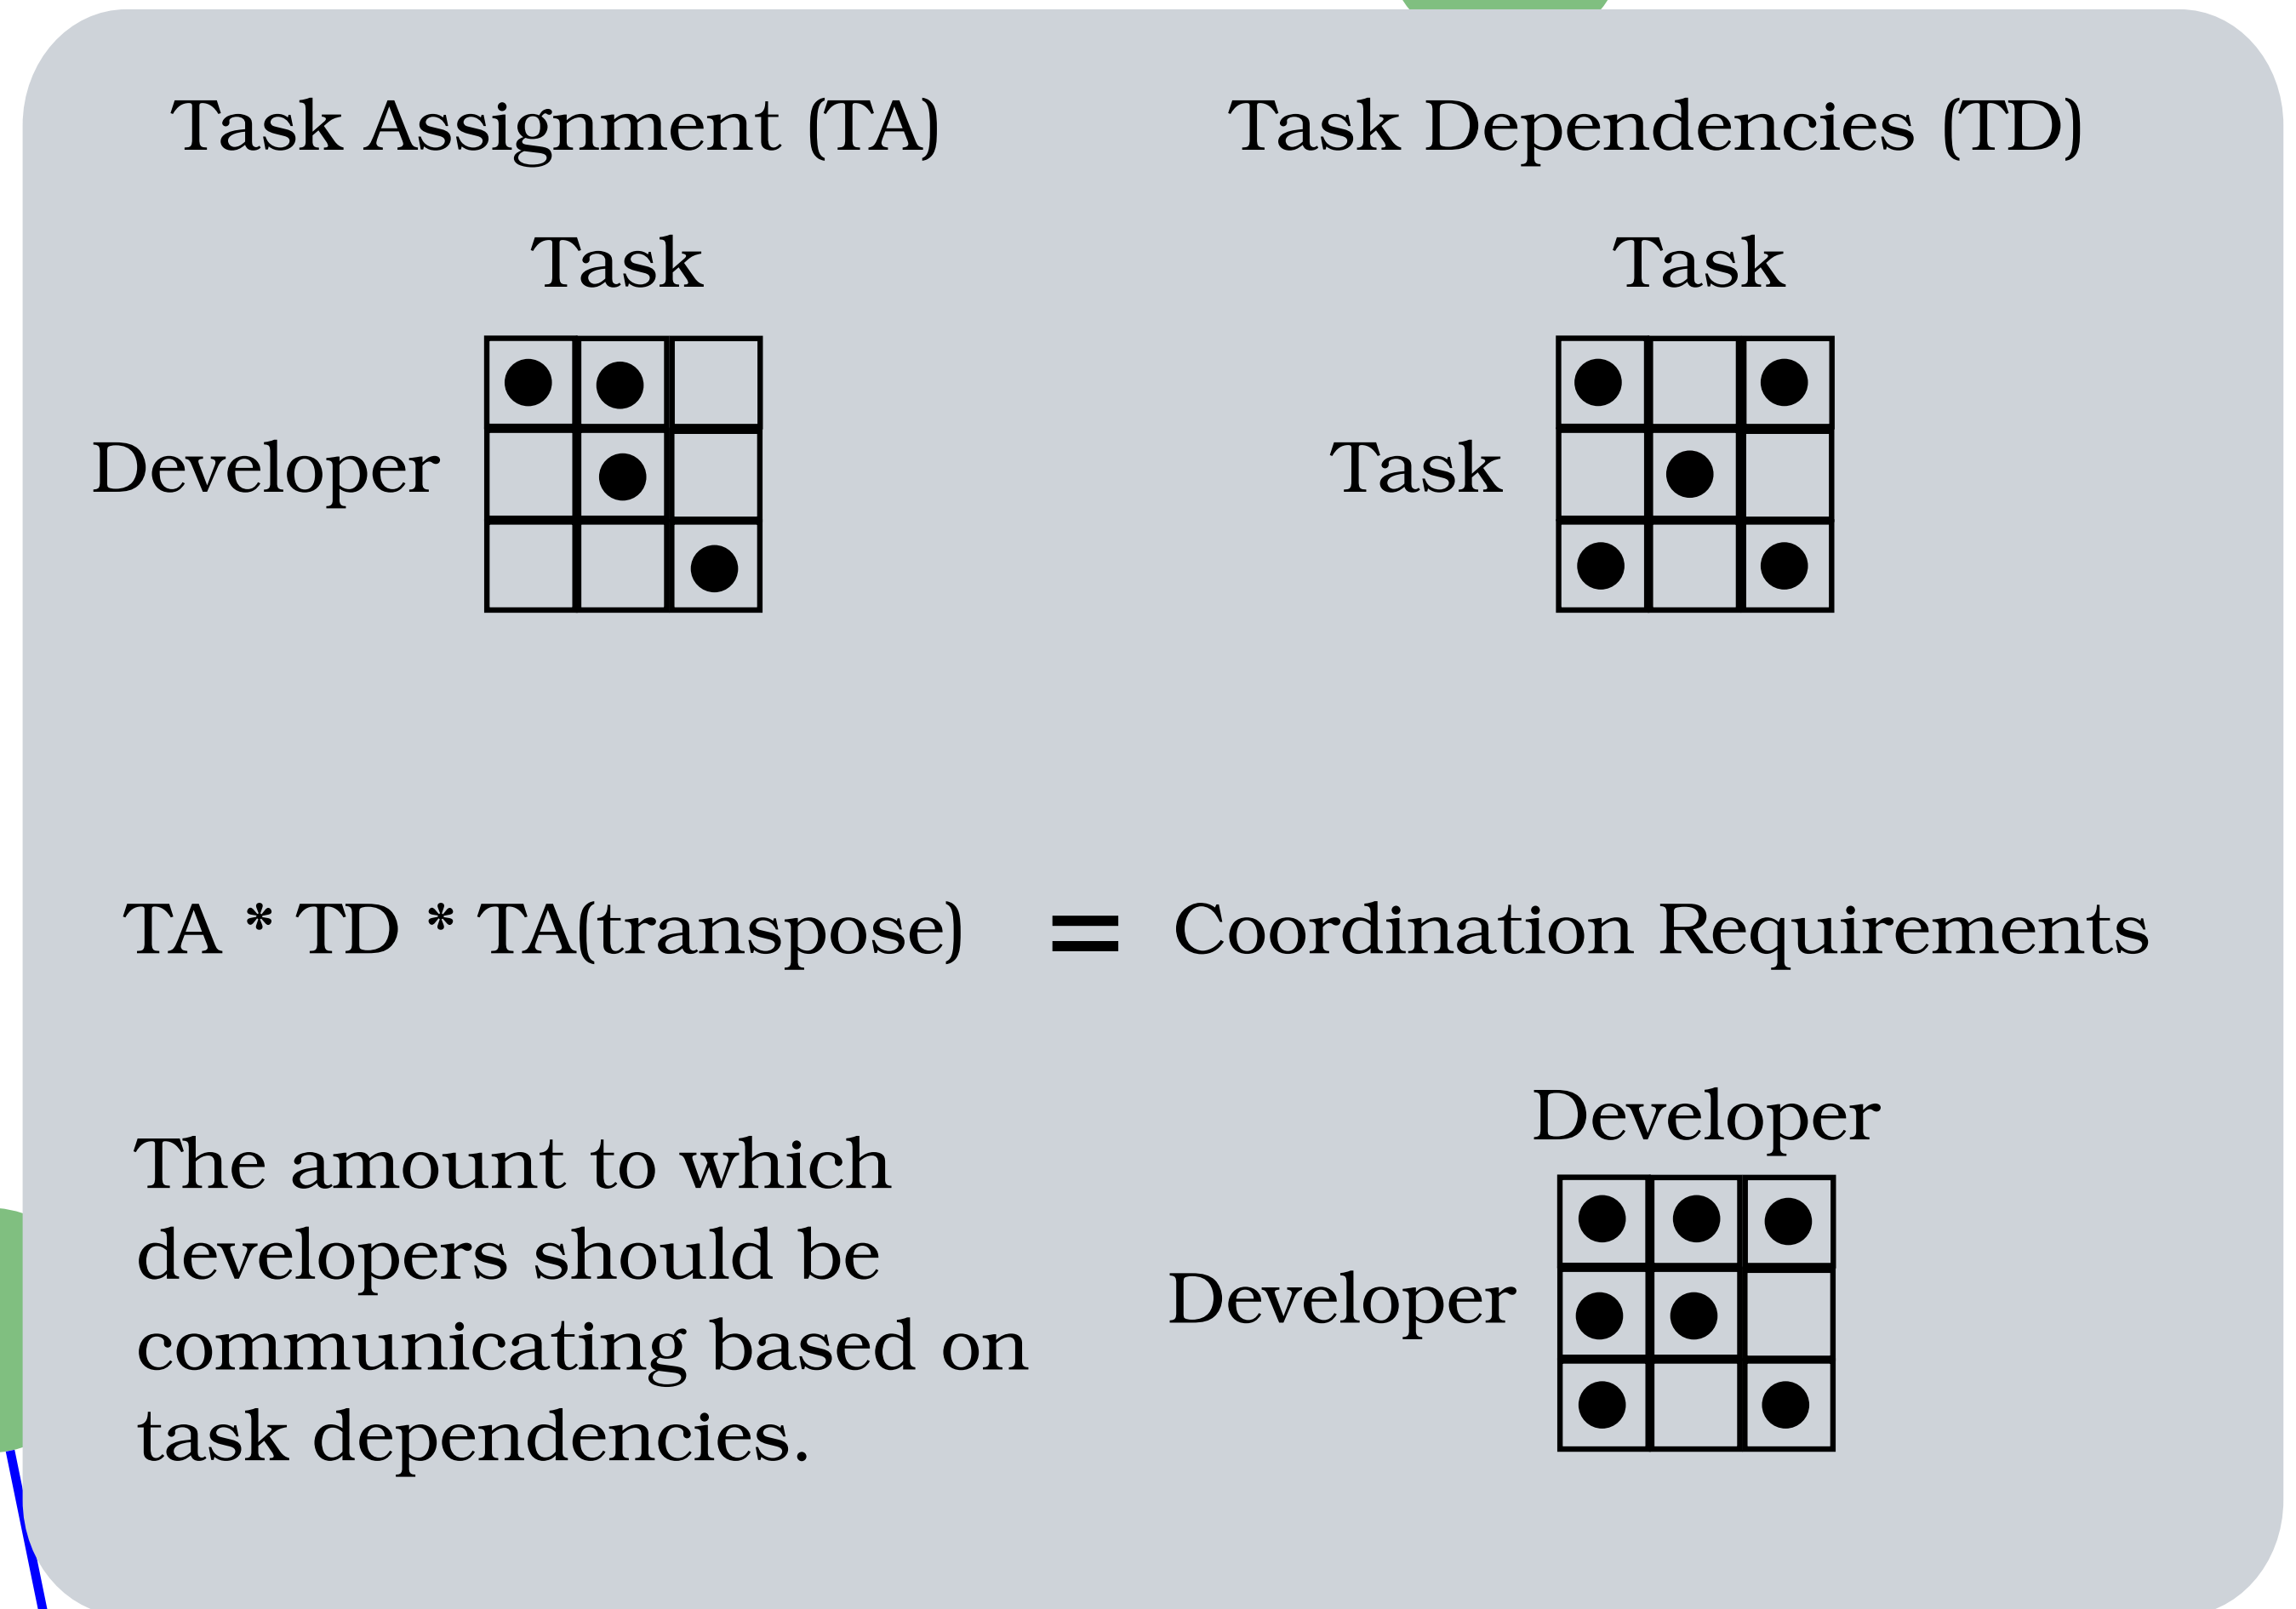 Task Assignment (TA)
Task Dependencies (TD)
Task
Task
Developer
Task
TA * TD * TA(transpose) = Coordination Requirements
Developer
The amount to which
developers should be
communicating based on
task dependencies.
Developer